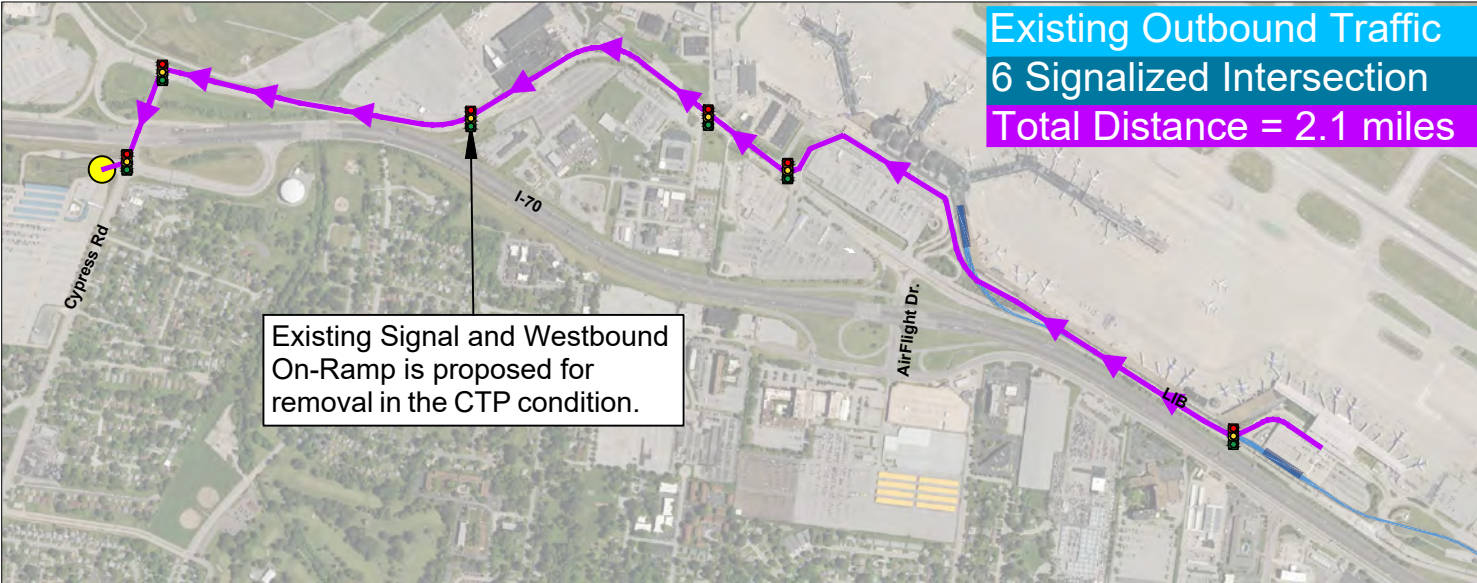 Existing Outbound Traffic
6 Signalized Intersection
Total Distance = 2.1 miles
I-70
Cypress Rd
AirFlight Dr.
Existing Signal and Westbound
On-Ramp is proposed for
removal in the CTP condition.
LIB